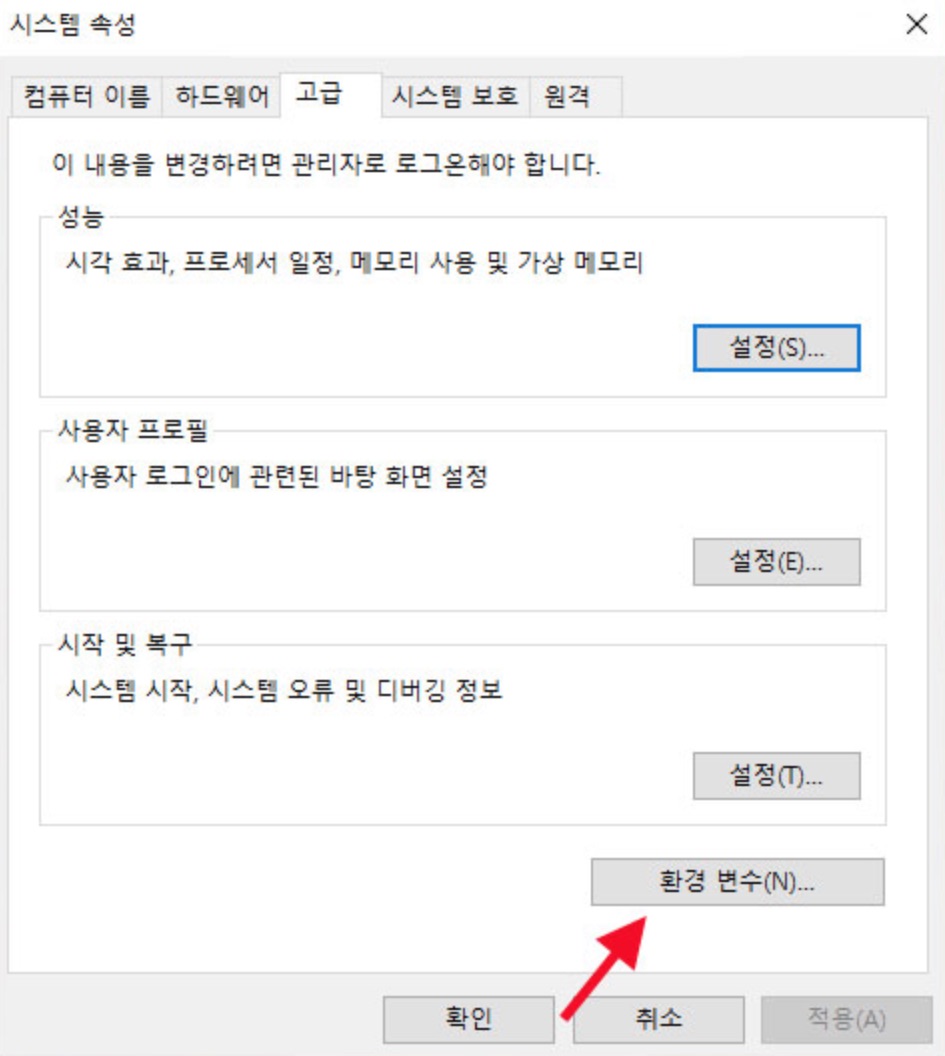 시스템 속성
컴퓨터 이름 하드웨어 고급 시스템 보호 원격
이 내용을 변경하려면 관리자로 로그온해야 합니다.
성능
시각 효과, 프로세서 일정, 메모리 사용 및 가상 메모리
설정(S)...
사용자 프로필
사용자 로그인에 관련된 바탕 화면 설정
설정(E)...
시작 및 복구
시스템 시작, 시스템 오류 및 디버깅 정보
설정(T)...
환경 변수(N)...
확인 취소 적용(A)